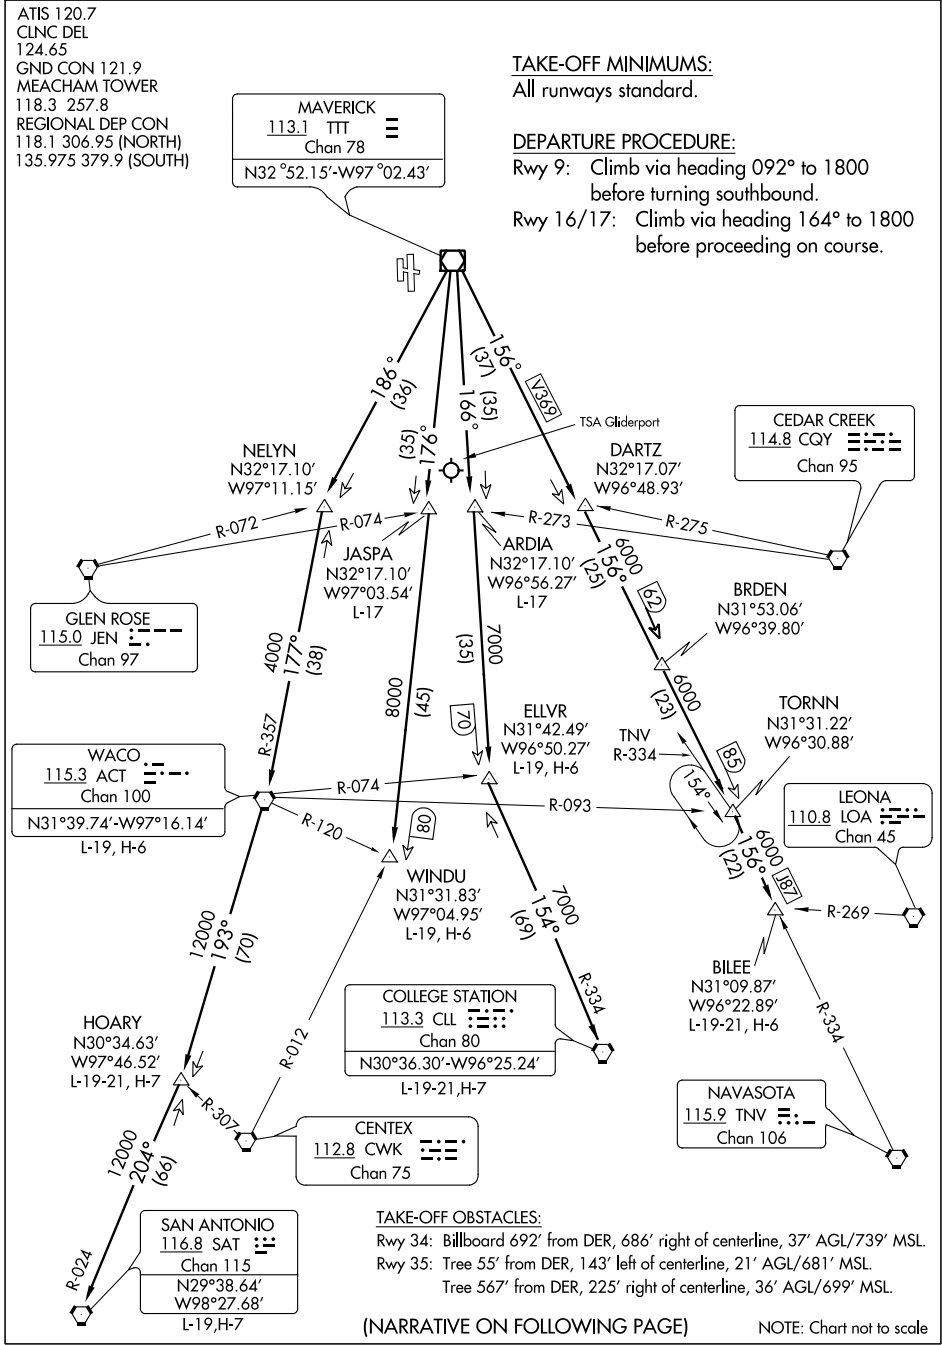 ATIS 120.7
CLNC DEL
124.65
GND CON 121.9
MEACHAM TOWER
118.3 257.8
REGIONAL DEP CON
118.1 306.95 (NORTH)
135.975 379.9 (SOUTH)
TAKE-OFF MINIMUMS:
All runways standard.
DEPARTURE PROCEDURE:
Rwy 9: Climb via heading 092° to 1800
before turning southbound.
Rwy 16/17: Climb via heading 164° to 1800
before proceeding on course.
MAVERICK
113.1 TTT
Chan 78
N32°52.15′-W97°02.43′
186°
(36)
(35)
176°
(35)
166°
156°
(37)
V369
TSA Gliderport
NELYN
N32°17.10′
W97°11.15′
DARTZ
N32°17.07′
W96°48.93′
CEDAR CREEK
114.8 CQY
Chan 95
R-072
R-074
R-273
R-275
JASPA
N32°17.10′
W97°03.54′
L-17
ARDIA
N32°17.10′
W96°56.27′
L-17
6000
156°
(25)
62
BRDEN
N31°53.06′
W96°39.80′
GLEN ROSE
115.0 JEN
Chan 97
4000
177°
(38)
R-357
8000
(45)
7000
(35)
70
6000
(23)
ELLVR
N31°42.49′
W96°50.27′
L-19, H-6
TNV
R-334
85
154°
TORNN
N31°31.22′
W96°30.88′
WACO
115.3 ACT
Chan 100
N31°39.74′-W97°16.14′
L-19, H-6
R-074
R-093
R-120
80
LEONA
110.8 LOA
Chan 45
6000
156°
(22)
J87
R-269
WINDU
N31°31.83′
W97°04.95′
L-19, H-6
7000
154°
(69)
R-334
12000
193°
(70)
BILEE
N31°09.87′
W96°22.89′
L-19-21, H-6
R-334
COLLEGE STATION
113.3 CLL
Chan 80
N30°36.30′-W96°25.24′
L-19-21,H-7
R-012
HOARY
N30°34.63′
W97°46.52′
L-19-21, H-7
R-307
CENTEX
112.8 CWK
Chan 75
NAVASOTA
115.9 TNV
Chan 106
12000
204°
(66)
R-024
SAN ANTONIO
116.8 SAT
Chan 115
N29°38.64′
W98°27.68′
L-19,H-7
TAKE-OFF OBSTACLES:
Rwy 34: Billboard 692′ from DER, 686′ right of centerline, 37′ AGL/739′ MSL.
Rwy 35: Tree 55′ from DER, 143′ left of centerline, 21′ AGL/681′ MSL.
Tree 567′ from DER, 225′ right of centerline, 36′ AGL/699′ MSL.
(NARRATIVE ON FOLLOWING PAGE)
NOTE: Chart not to scale